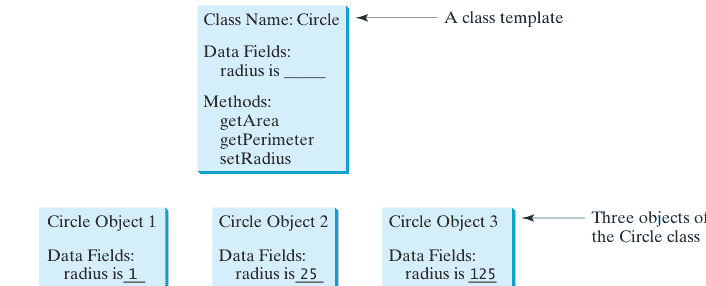 Class Name: Circle
A class template
Data Fields:
radius is
Methods:
getArea
getPerimeter
setRadius
Circle Object 1
Data Fields:
radius is 1
Circle Object 2
Data Fields:
radius is 25
Circle Object 3
Data Fields:
radius is 125
Three objects of
the Circle class